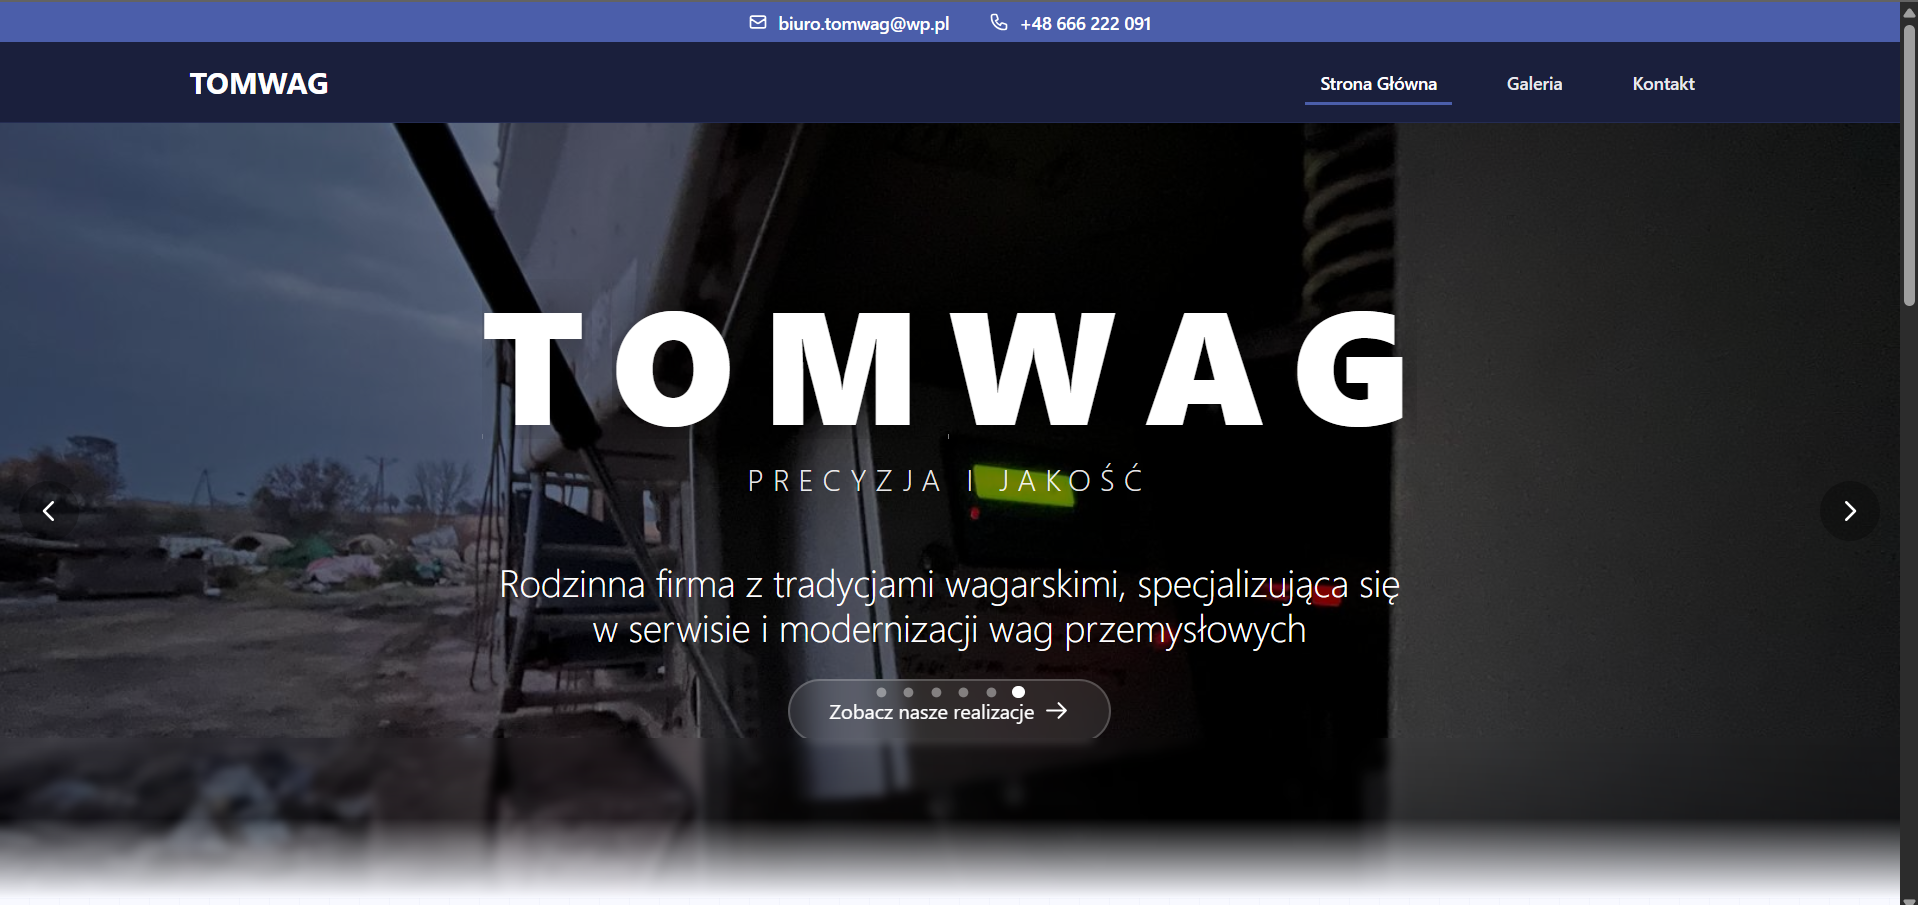 biuro.tomwag@wp.pl +48 666 222 091
TOMWAG Strona Główna Galeria Kontakt
TOMWAG
PRECYZJA I JAKOŚĆ
Rodzinna firma z tradycjami wagarskimi, specjalizująca się
w serwisie i modernizacji wag przemysłowych
Zobacz nasze realizacje →